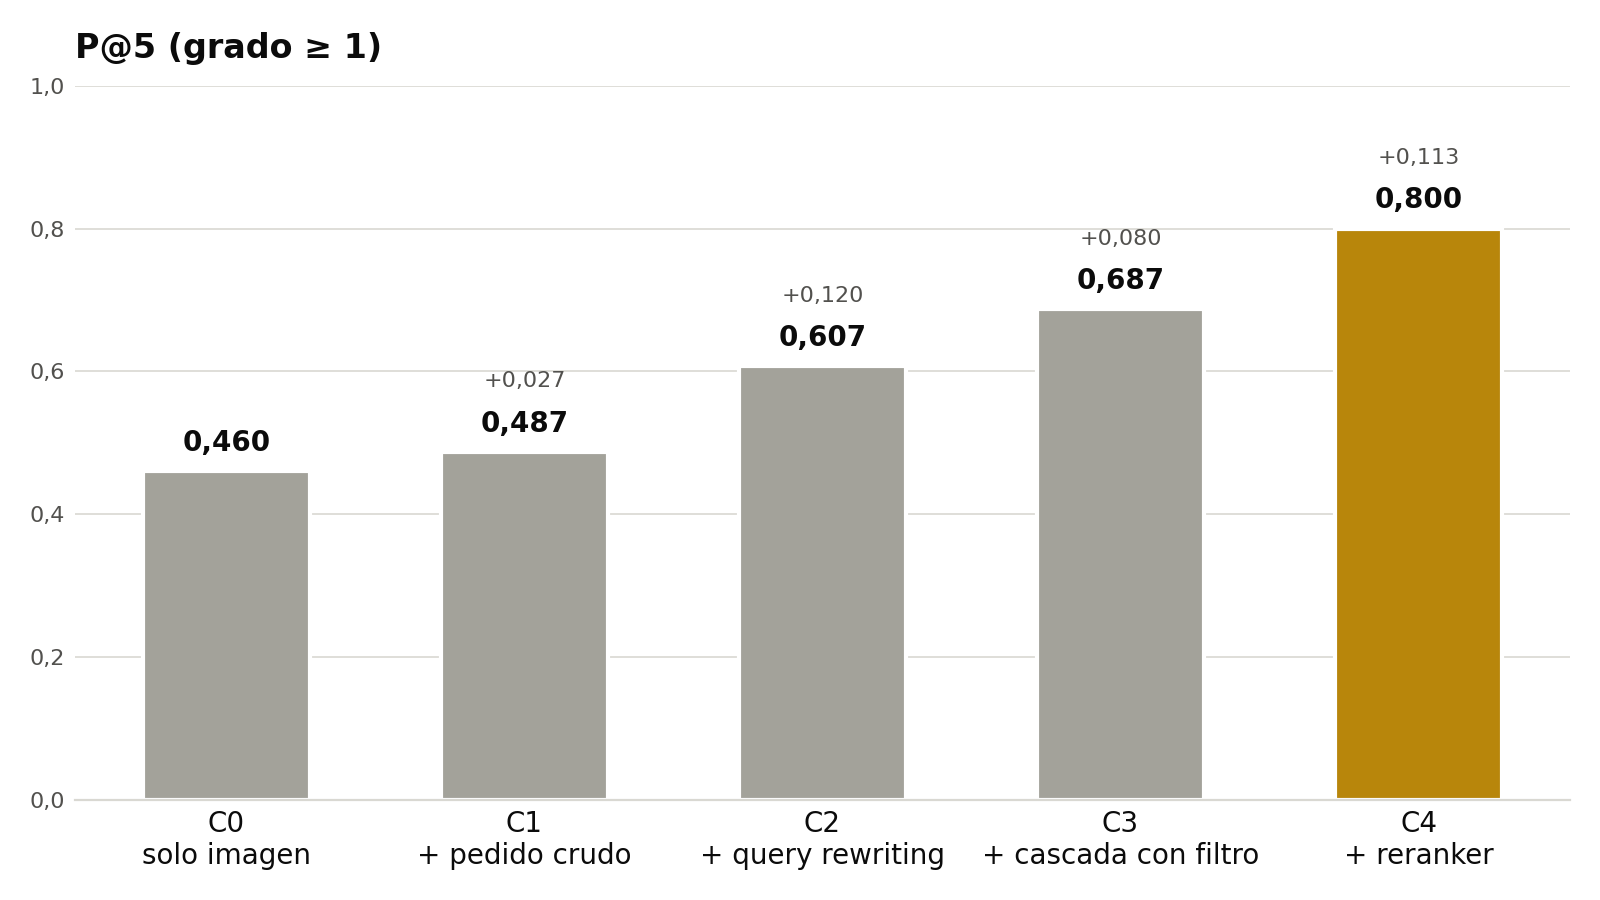 P@5 (grado ≥ 1)
1,0
0,8
0,6
0,4
0,2
0,0
0,460
+0,027
0,487
+0,120
0,607
+0,080
0,687
+0,113
0,800
C0
solo imagen
C1
+ pedido crudo
C2
+ query rewriting
C3
+ cascada con filtro
C4
+ reranker